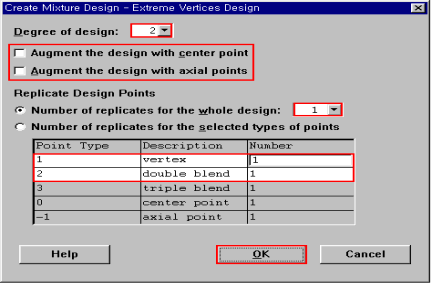 Create Mixture Design - Extreme Vertices Design
Degree of design: 2
Augment the design with center point
Augment the design with axial points
Replicate Design Points
Number of replicates for the whole design: 1
Number of replicates for the selected types of points
Point Type Description Number
1 vertex 1
2 double blend 1
3 triple blend 1
0 center point 1
-1 axial point 1
Help OK Cancel